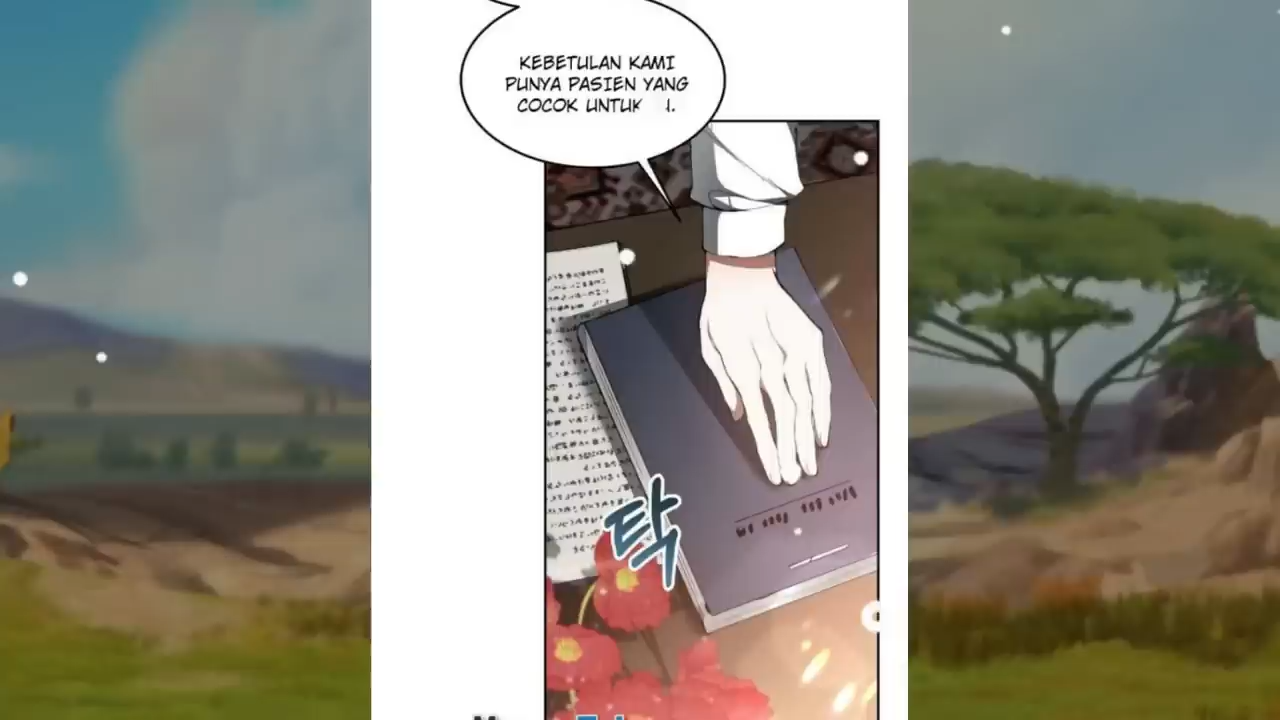 KEBETULAN KAMI
PUNYA PASIEN YANG
COCOK UNTUK
탁